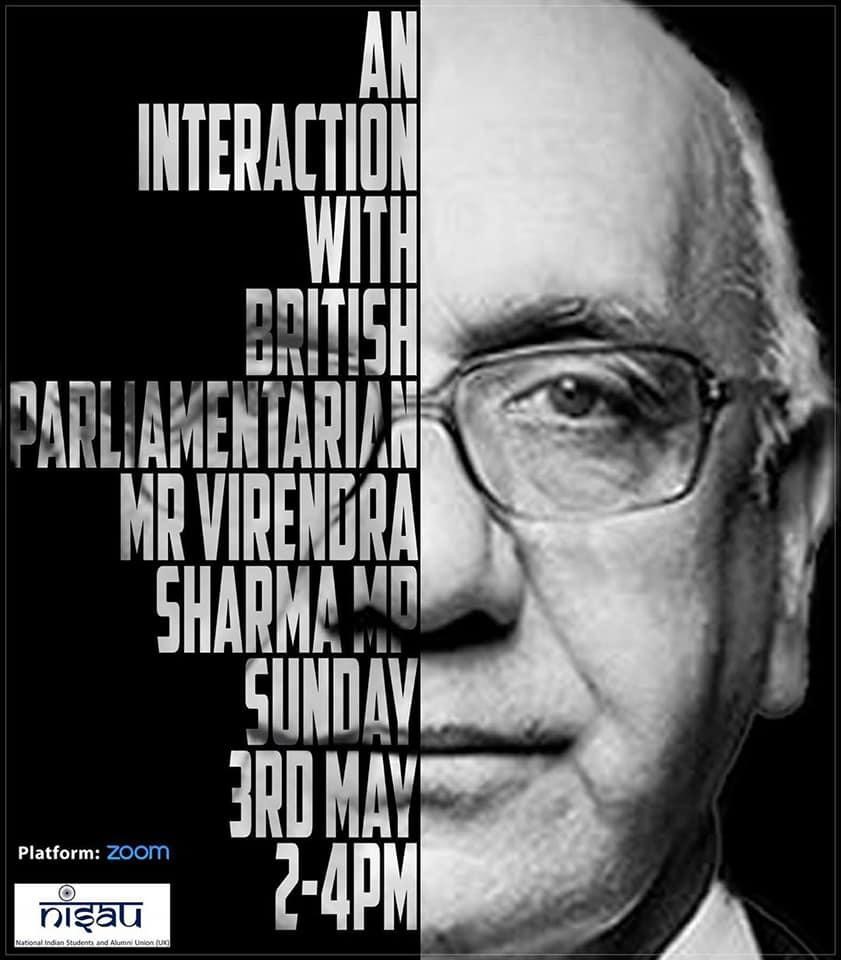 AN
INTERACTION
WITH
BRITISH
PARLIAMENTARIAN
MR VIRENDRA
SHARMA MP
SUNDAY
3RD MAY
2-4PM
Platform: zoom
nisau
National Indian Students and Alumni Union (UK)